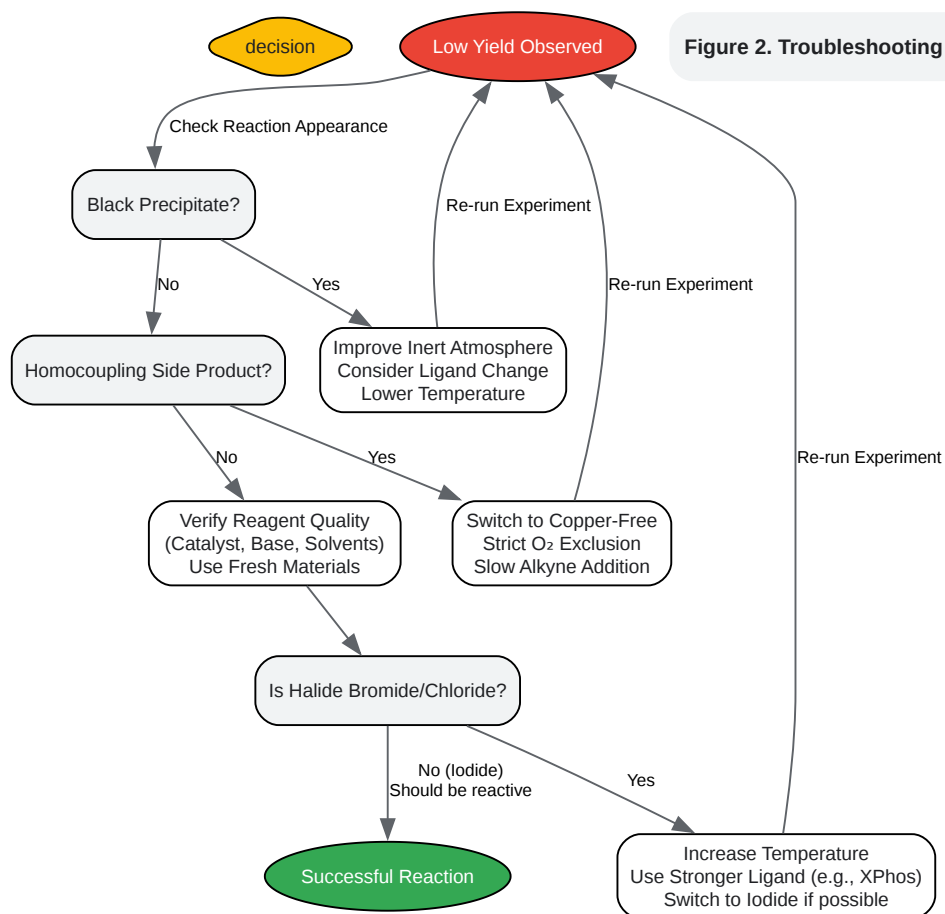 decision
Low Yield Observed
Figure 2. Troubleshooting
Check Reaction Appearance
Black Precipitate?
Re-run Experiment
No
Yes
Re-run Experiment
Improve Inert Atmosphere
Consider Ligand Change
Lower Temperature
Homocoupling Side Product?
No
Yes
Re-run Experiment
Verify Reagent Quality
(Catalyst, Base, Solvents)
Use Fresh Materials
Switch to Copper-Free
Strict O₂ Exclusion
Slow Alkyne Addition
Is Halide Bromide/Chloride?
No (Iodide)
Should be reactive
Yes
Successful Reaction
Increase Temperature
Use Stronger Ligand (e.g., XPhos)
Switch to Iodide if possible